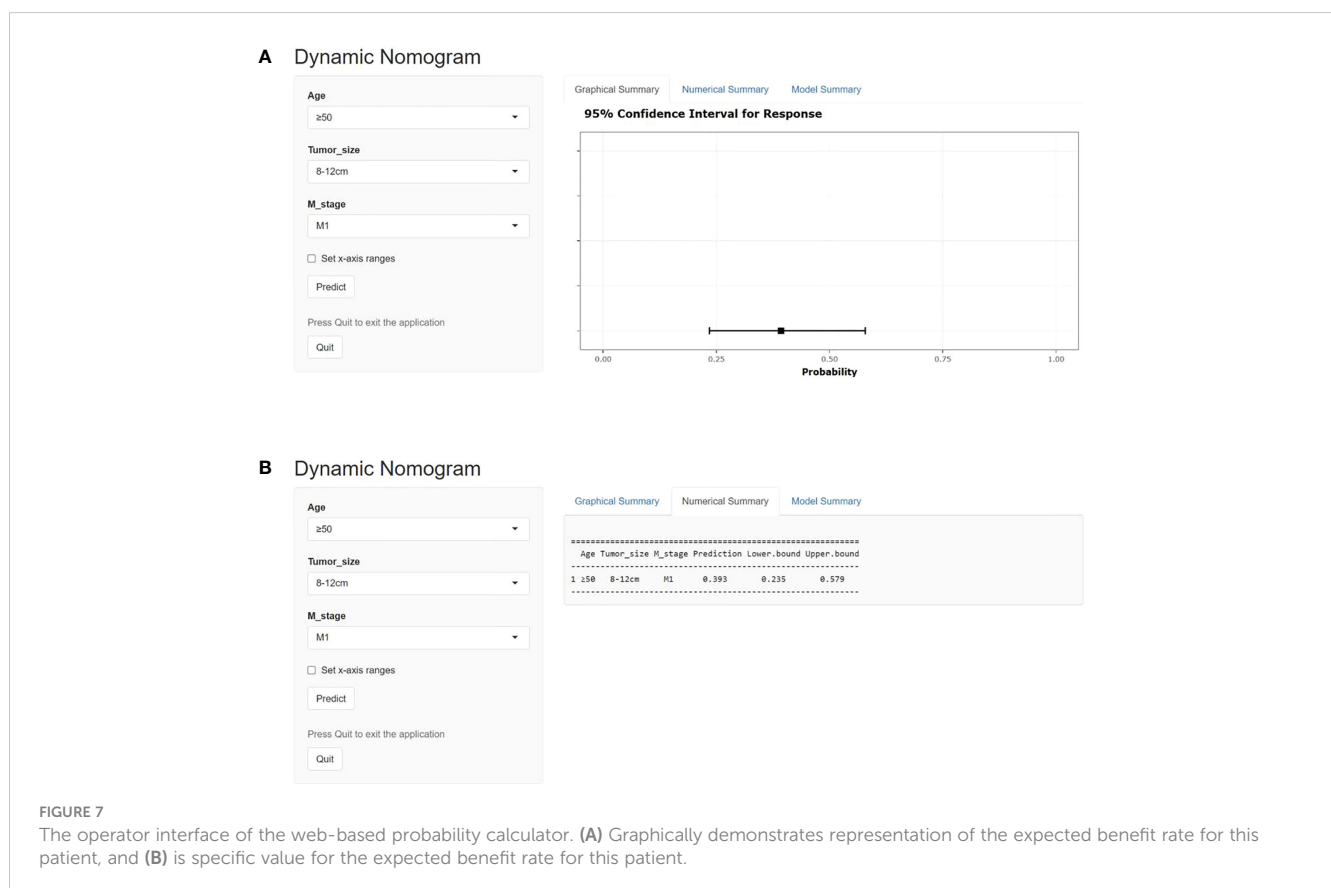 A Dynamic Nomogram
Age
≥50
Tumor_size
8-12cm
M_stage
M1
Set x-axis ranges
Predict
Press Quit to exit the application
Quit
Graphical Summary Numerical Summary Model Summary
95% Confidence Interval for Response
0.00 0.25 0.50 0.75 1.00
Probability
B Dynamic Nomogram
Age
≥50
Tumor_size
8-12cm
M_stage
M1
Set x-axis ranges
Predict
Press Quit to exit the application
Quit
Graphical Summary Numerical Summary Model Summary
===========================================================
Age Tumor_size M_stage Prediction Lower.bound Upper.bound
-----------------------------------------------------------
1 ≥50 8-12cm M1 0.393 0.235 0.579
-----------------------------------------------------------
FIGURE 7
The operator interface of the web-based probability calculator. (A) Graphically demonstrates representation of the expected benefit rate for this
patient, and (B) is specific value for the expected benefit rate for this patient.